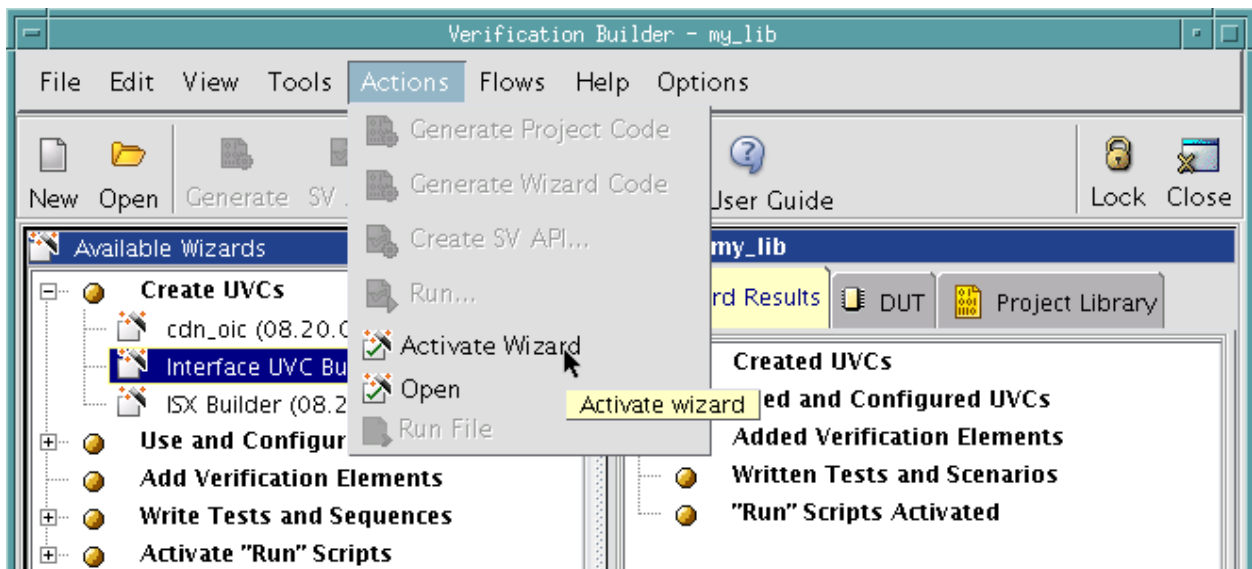 Verification Builder - my_lib
File Edit View Tools Actions Flows Help Options
Generate Project Code
Generate Wizard Code
Create SV API...
Run...
Activate Wizard
Open
Run File
Activate wizard
New Open Generate SV User Guide Lock Close
Available Wizards
Create UVCs
cdn_oic (08.20.
Interface UVC Bu
ISX Builder (08.2
Use and Configur
Add Verification Elements
Write Tests and Sequences
Activate "Run" Scripts
my_lib
rd Results DUT Project Library
Created UVCs
ed and Configured UVCs
Added Verification Elements
Written Tests and Scenarios
"Run" Scripts Activated